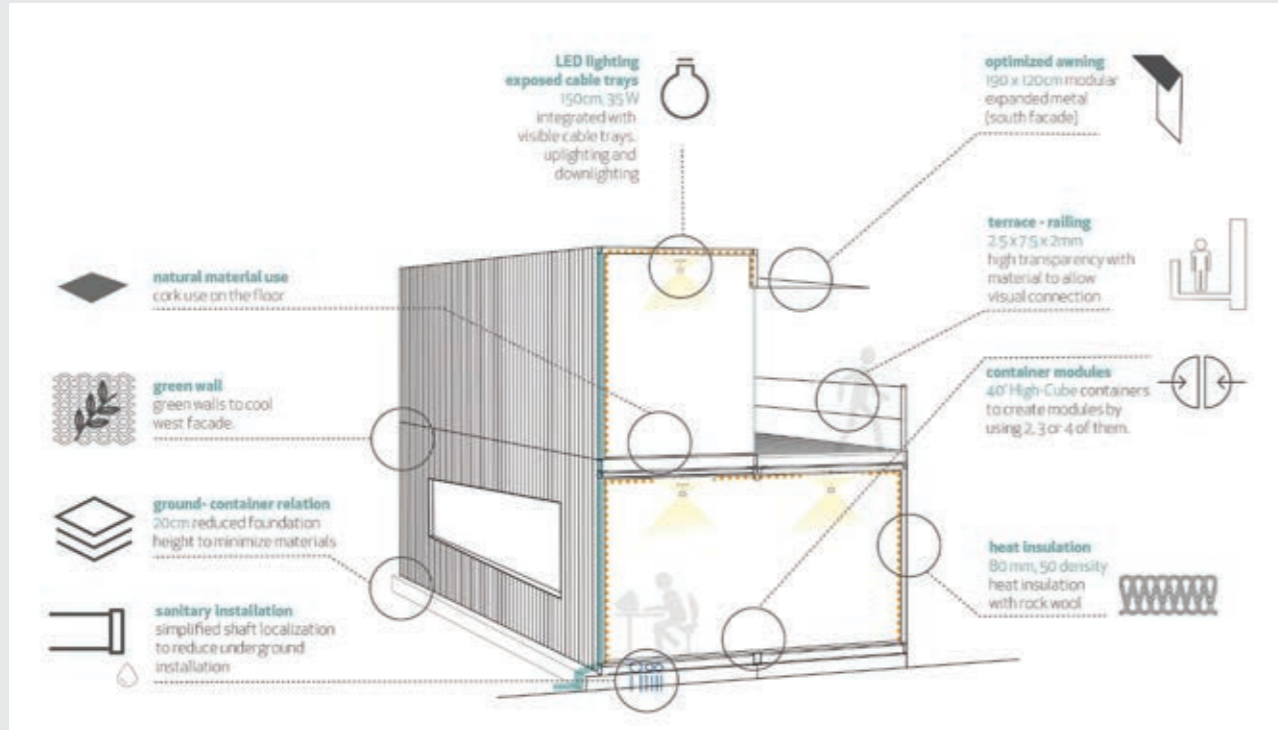 LED lighting
exposed cable trays
150cm, 35 W
integrated with
visible cable trays.
uplighting and
downlighting
optimized awning
190 x 120cm modular
expanded metal
(south facade)
terrace - railing
2.5 x 7.5 x 2mm
high transparency with
material to allow
visual connection
natural material use
cork use on the floor
green wall
green walls to cool
west facade.
container modules
40' High-Cube containers
to create modules by
using 2, 3 or 4 of them.
ground- container relation
20cm reduced foundation
height to minimize materials
heat insulation
80 mm, 50 density
heat insulation
with rock wool
sanitary installation
simplified shaft localization
to reduce underground
installation